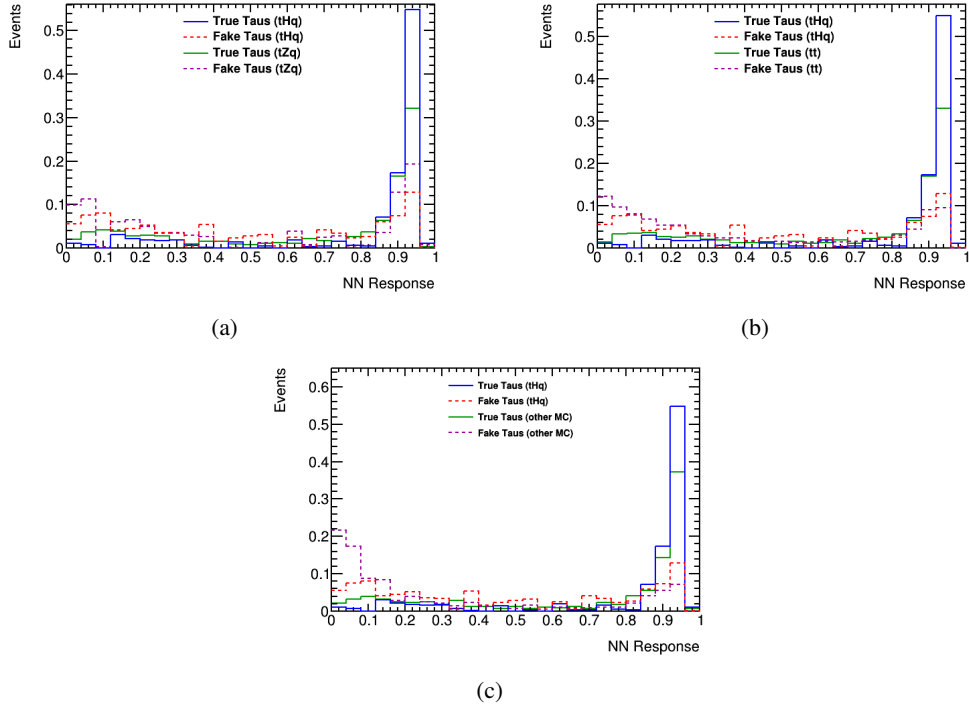 Events
0.5
0.4
0.3
0.2
0.1
0
0 0.1 0.2 0.3 0.4 0.5 0.6 0.7 0.8 0.9 1
NN Response
True Taus (tHq)
Fake Taus (tHq)
True Taus (tZq)
Fake Taus (tZq)
(a)
Events
0.5
0.4
0.3
0.2
0.1
0
0 0.1 0.2 0.3 0.4 0.5 0.6 0.7 0.8 0.9 1
NN Response
True Taus (tHq)
Fake Taus (tHq)
True Taus (tt)
Fake Taus (tt)
(b)
Events
0.6
0.5
0.4
0.3
0.2
0.1
0
0 0.1 0.2 0.3 0.4 0.5 0.6 0.7 0.8 0.9 1
NN Response
True Taus (tHq)
Fake Taus (tHq)
True Taus (other MC)
Fake Taus (other MC)
(c)